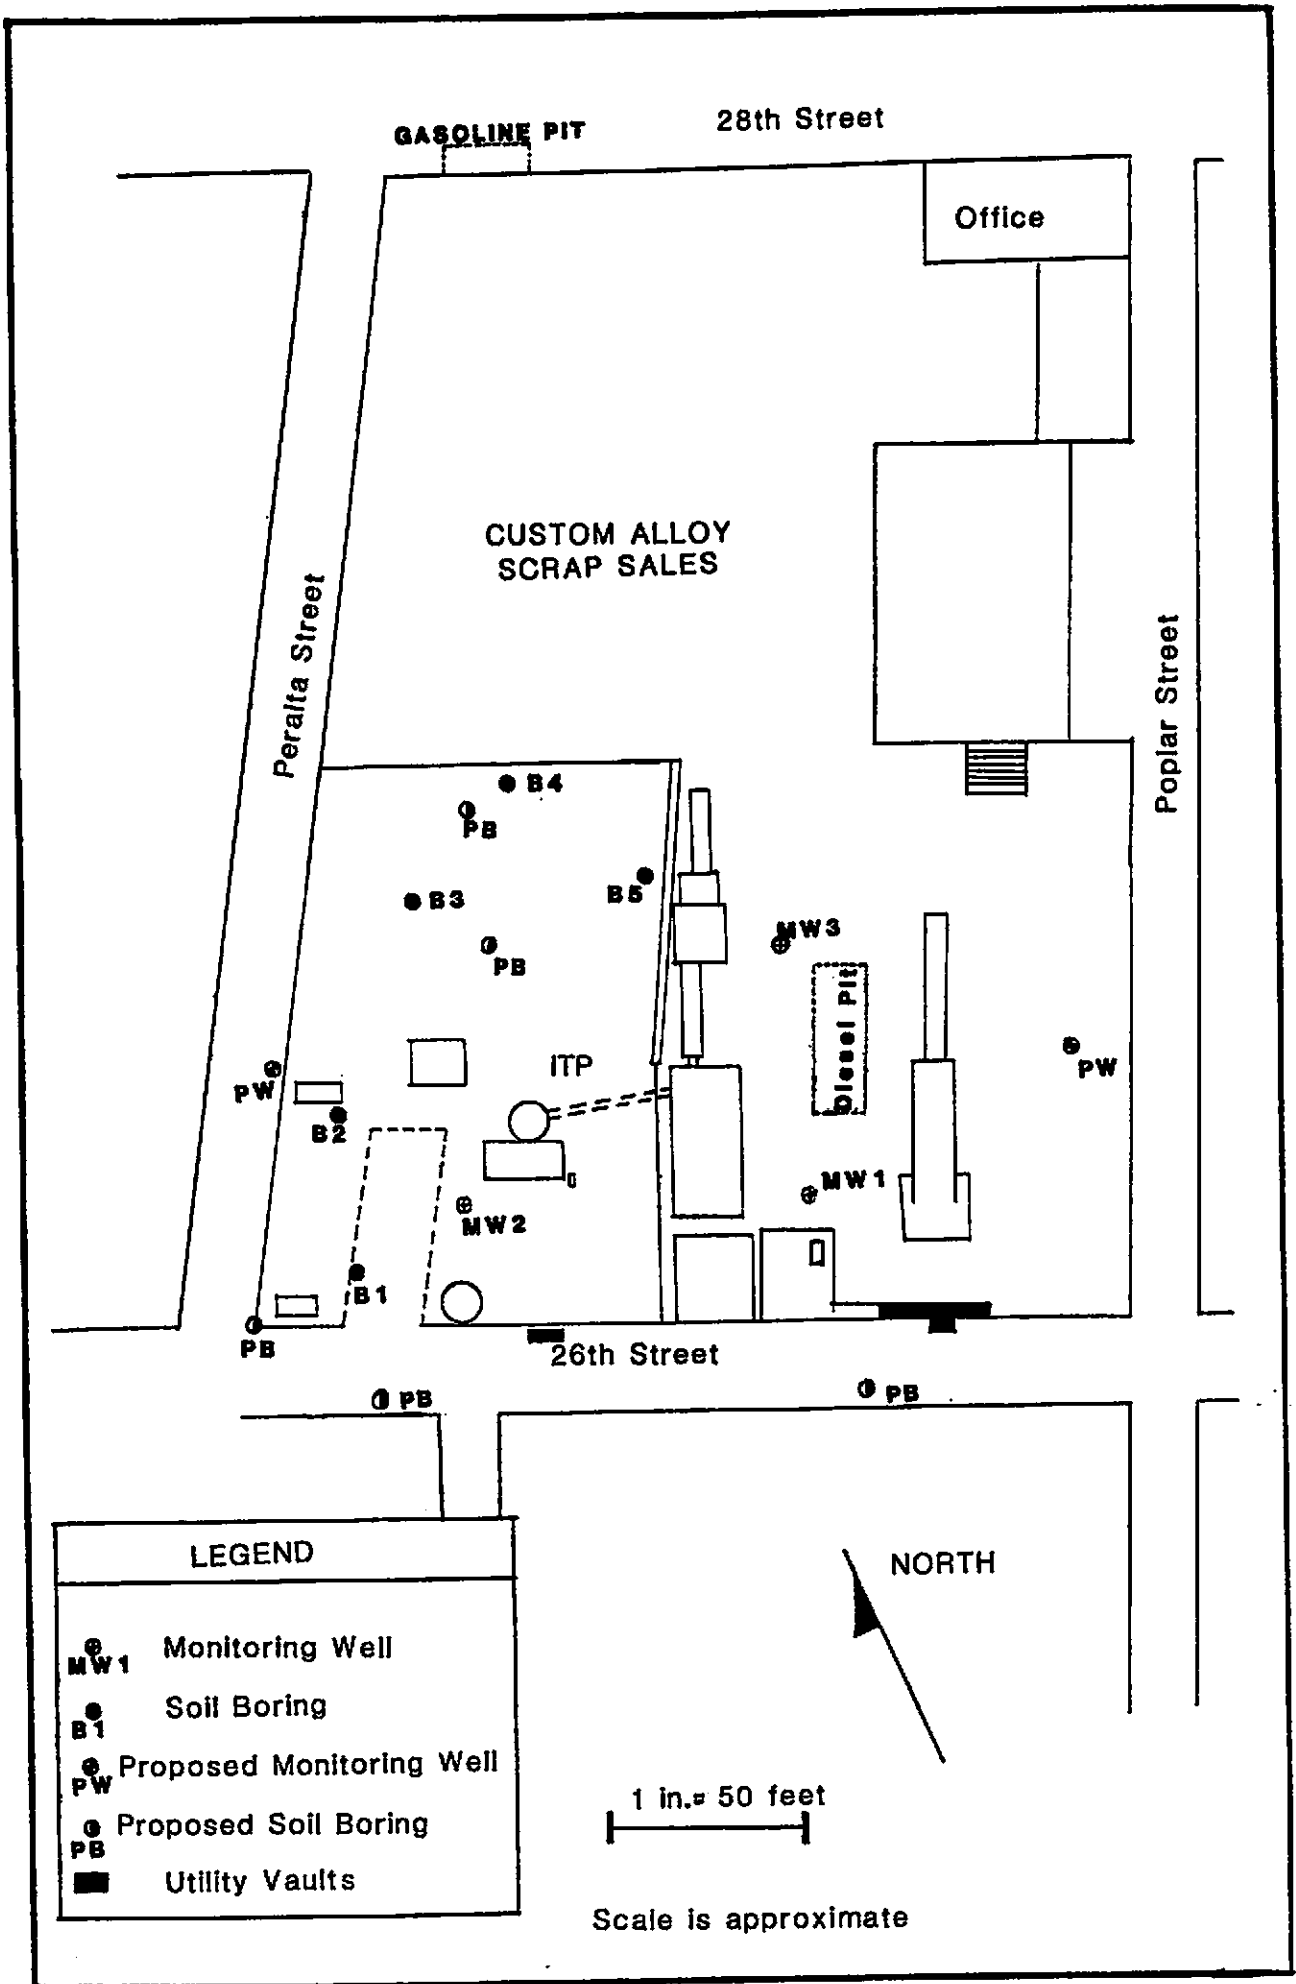 28th Street
GASOLINE PIT
Office
CUSTOM ALLOY
SCRAP SALES
Peralta Street
Poplar Street
B4
PB
B5
B3
MW3
PB
Diesel Pit
ITP
PW
PW
B2
MW1
MW2
B1
PB
26th Street
PB
PB
LEGEND
NORTH
MW1 Monitoring Well
B1 Soil Boring
PW Proposed Monitoring Well
PB Proposed Soil Boring
Utility Vaults
1 in.= 50 feet
Scale is approximate